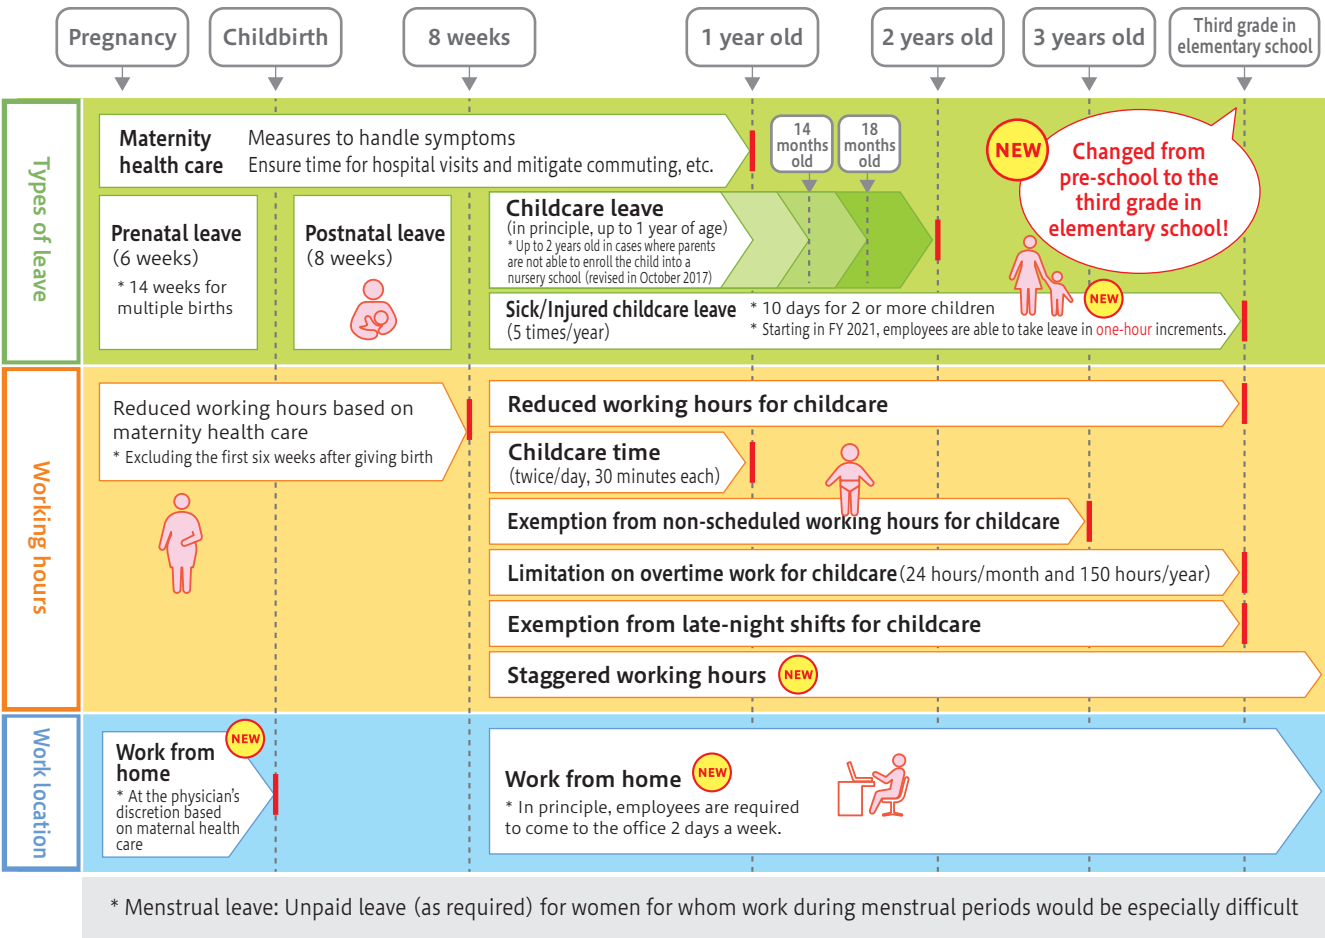 Pregnancy
Childbirth
8 weeks
1 year old
2 years old
3 years old
Third grade in
elementary school
Types of leave
Maternity
health care
Measures to handle symptoms
Ensure time for hospital visits and mitigate commuting, etc.
14
months
old
18
months
old
NEW
Changed from
pre-school to the
third grade in
elementary school!
Prenatal leave
(6 weeks)
* 14 weeks for
multiple births
Postnatal leave
(8 weeks)
Childcare leave
(in principle, up to 1 year of age)
* Up to 2 years old in cases where parents
are not able to enroll the child into a
nursery school (revised in October 2017)
Sick/Injured childcare leave
(5 times/year)
* 10 days for 2 or more children
NEW
* Starting in FY 2021, employees are able to take leave in one-hour increments.
Working hours
Reduced working hours based on
maternity health care
* Excluding the first six weeks after giving birth
Reduced working hours for childcare
Childcare time
(twice/day, 30 minutes each)
Exemption from non-scheduled working hours for childcare
Limitation on overtime work for childcare (24 hours/month and 150 hours/year)
Exemption from late-night shifts for childcare
Staggered working hours NEW
Work location
Work from
home
NEW
* At the physician's
discretion based
on maternal health
care
Work from home NEW
* In principle, employees are required
to come to the office 2 days a week.
* Menstrual leave: Unpaid leave (as required) for women for whom work during menstrual periods would be especially difficult